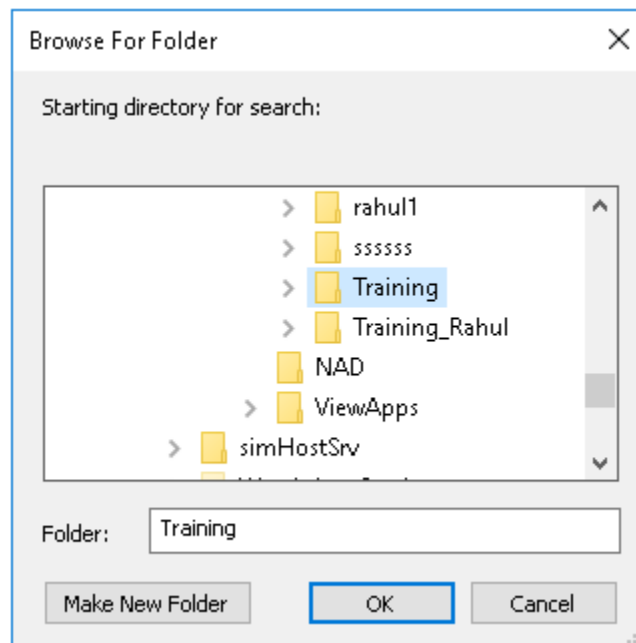 Browse For Folder
Starting directory for search:
rahul1
ssssss
Training
Training_Rahul
NAD
ViewApps
simHostSrv
Folder:
Training
Make New Folder
OK
Cancel